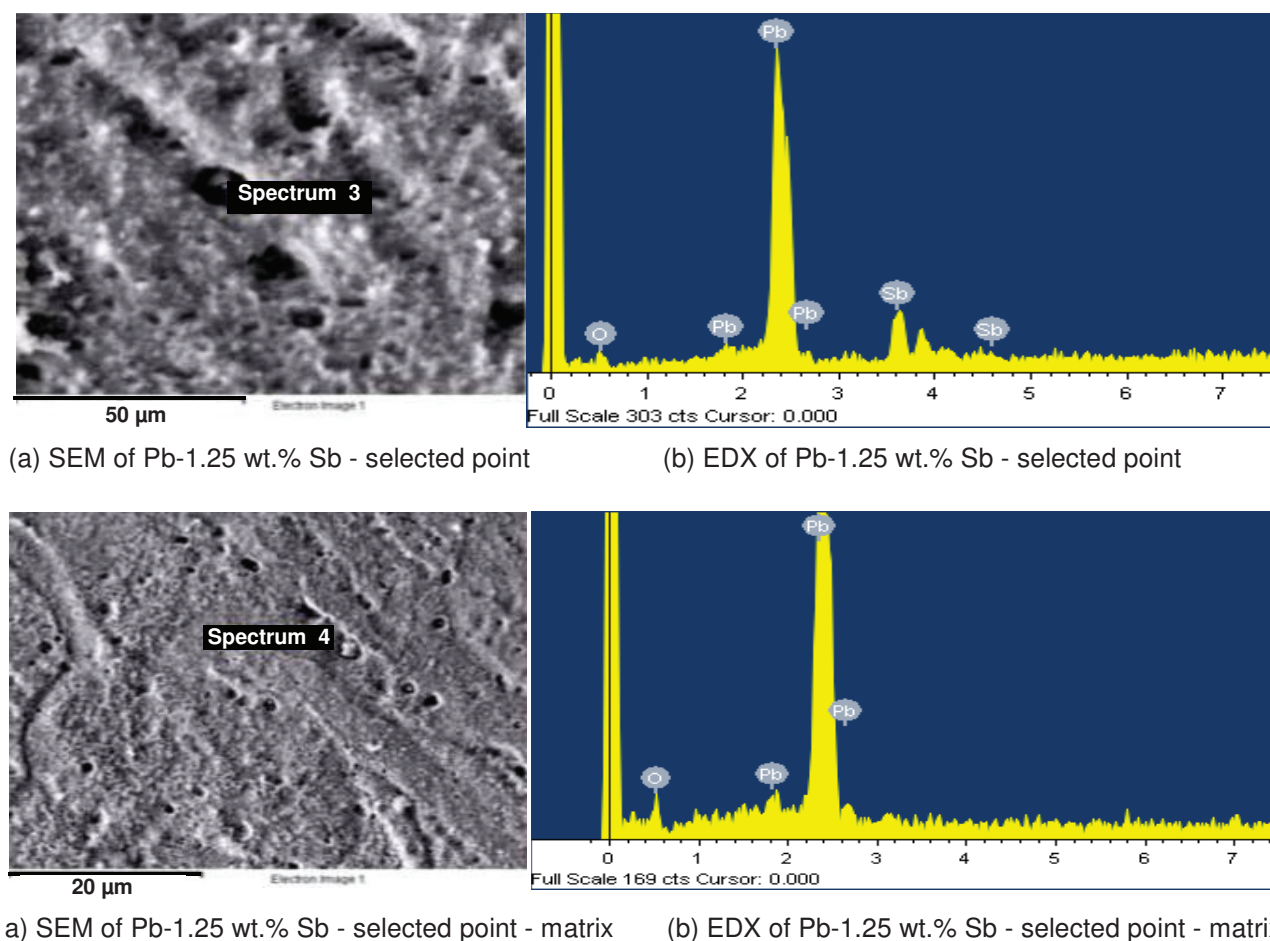 Spectrum 3
50 µm
Electron Image 1
Pb
Sb
Pb
Pb
O
Sb
0 1 2 3 4 5 6 7
Full Scale 303 cts Cursor: 0.000
(a) SEM of Pb-1.25 wt.% Sb - selected point
(b) EDX of Pb-1.25 wt.% Sb - selected point
Spectrum 4
20 µm
Electron Image 1
Pb
Pb
Pb
O
0 1 2 3 4 5 6 7
Full Scale 169 cts Cursor: 0.000
a) SEM of Pb-1.25 wt.% Sb - selected point - matrix
(b) EDX of Pb-1.25 wt.% Sb - selected point - matri